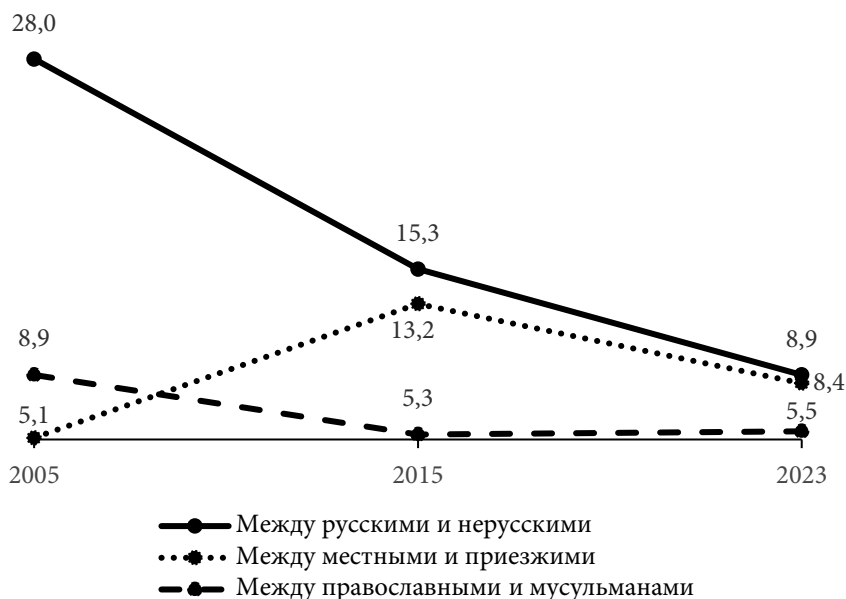 28,0
15,3
13,2
8,9
8,9
8,4
5,1
5,3
5,5
2005 2015 2023
Между русскими и нерусскими
Между местными и приезжими
Между православными и мусульманами